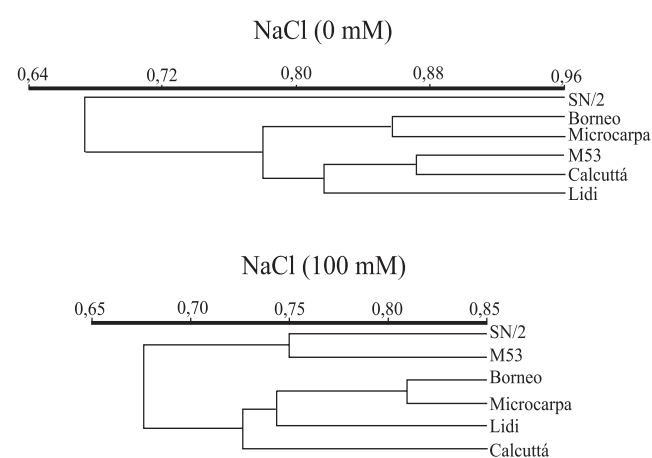 NaCl (0 mM)
0,64 0,72 0,80 0,88 0,96
SN/2
Borneo
Microcarpa
M53
Calcuttá
Lidi
NaCl (100 mM)
0,65 0,70 0,75 0,80 0,85
SN/2
M53
Borneo
Microcarpa
Lidi
Calcuttá